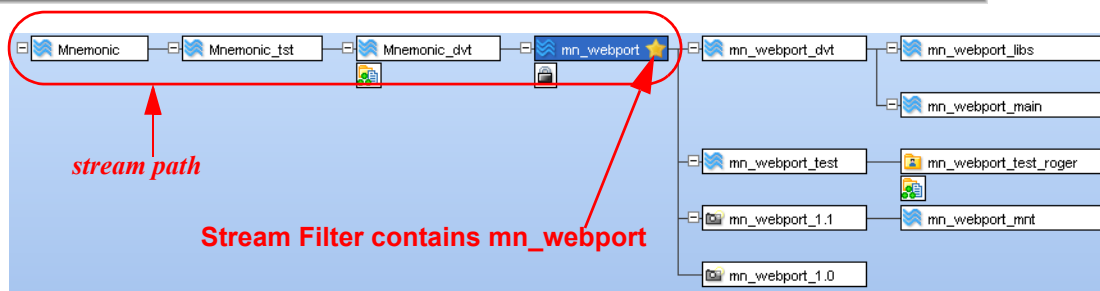 Mnemonic
Mnemonic_tst
Mnemonic_dvt
mn_webport
mn_webport_dvt
mn_webport_libs
mn_webport_main
stream path
mn_webport_test
mn_webport_test_roger
Stream Filter contains mn_webport
mn_webport_1.1
mn_webport_mnt
mn_webport_1.0